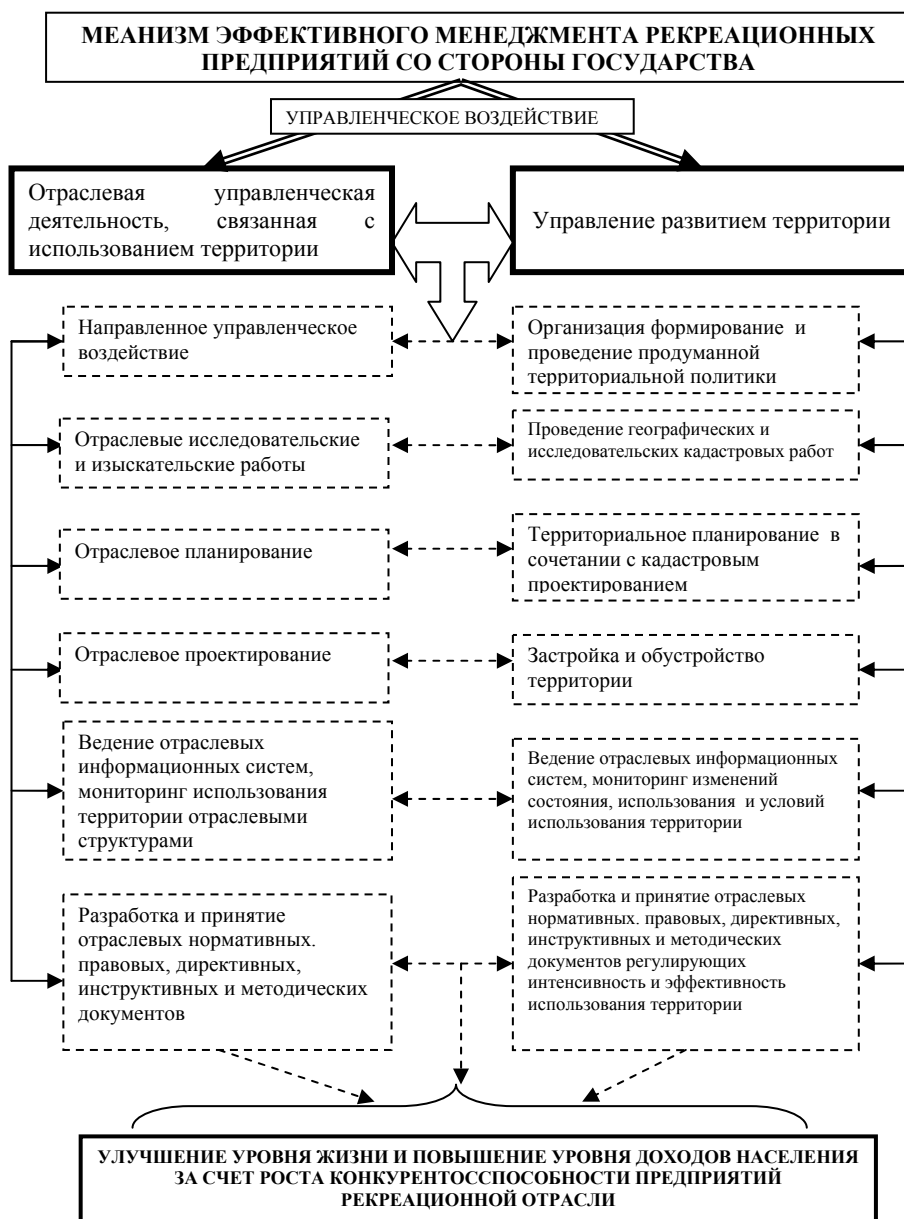 МЕАНИЗМ ЭФФЕКТИВНОГО МЕНЕДЖМЕНТА РЕКРЕАЦИОННЫХ
ПРЕДПРИЯТИЙ СО СТОРОНЫ ГОСУДАРСТВА
УПРАВЛЕНЧЕСКОЕ ВОЗДЕЙСТВИЕ
Отраслевая управленческая
деятельность, связанная с
использованием территории
Управление развитием территории
Направленное управленческое
воздействие
Организация формирование и
проведение продуманной
территориальной политики
Отраслевые исследовательские
и изыскательские работы
Проведение географических и
исследовательских кадастровых работ
Отраслевое планирование
Территориальное планирование в
сочетании с кадастровым
проектированием
Отраслевое проектирование
Застройка и обустройство
территории
Ведение отраслевых
информационных систем,
мониторинг использования
территории отраслевыми
структурами
Ведение отраслевых информационных
систем, мониторинг изменений
состояния, использования и условий
использования территории
Разработка и принятие
отраслевых нормативных.
правовых, директивных,
инструктивных и методических
документов
Разработка и принятие отраслевых
нормативных. правовых, директивных,
инструктивных и методических
документов регулирующих
интенсивность и эффективность
использования территории
УЛУЧШЕНИЕ УРОВНЯ ЖИЗНИ И ПОВЫШЕНИЕ УРОВНЯ ДОХОДОВ НАСЕЛЕНИЯ
ЗА СЧЕТ РОСТА КОНКУРЕНТОССПОСОБНОСТИ ПРЕДПРИЯТИЙ
РЕКРЕАЦИОННОЙ ОТРАСЛИ